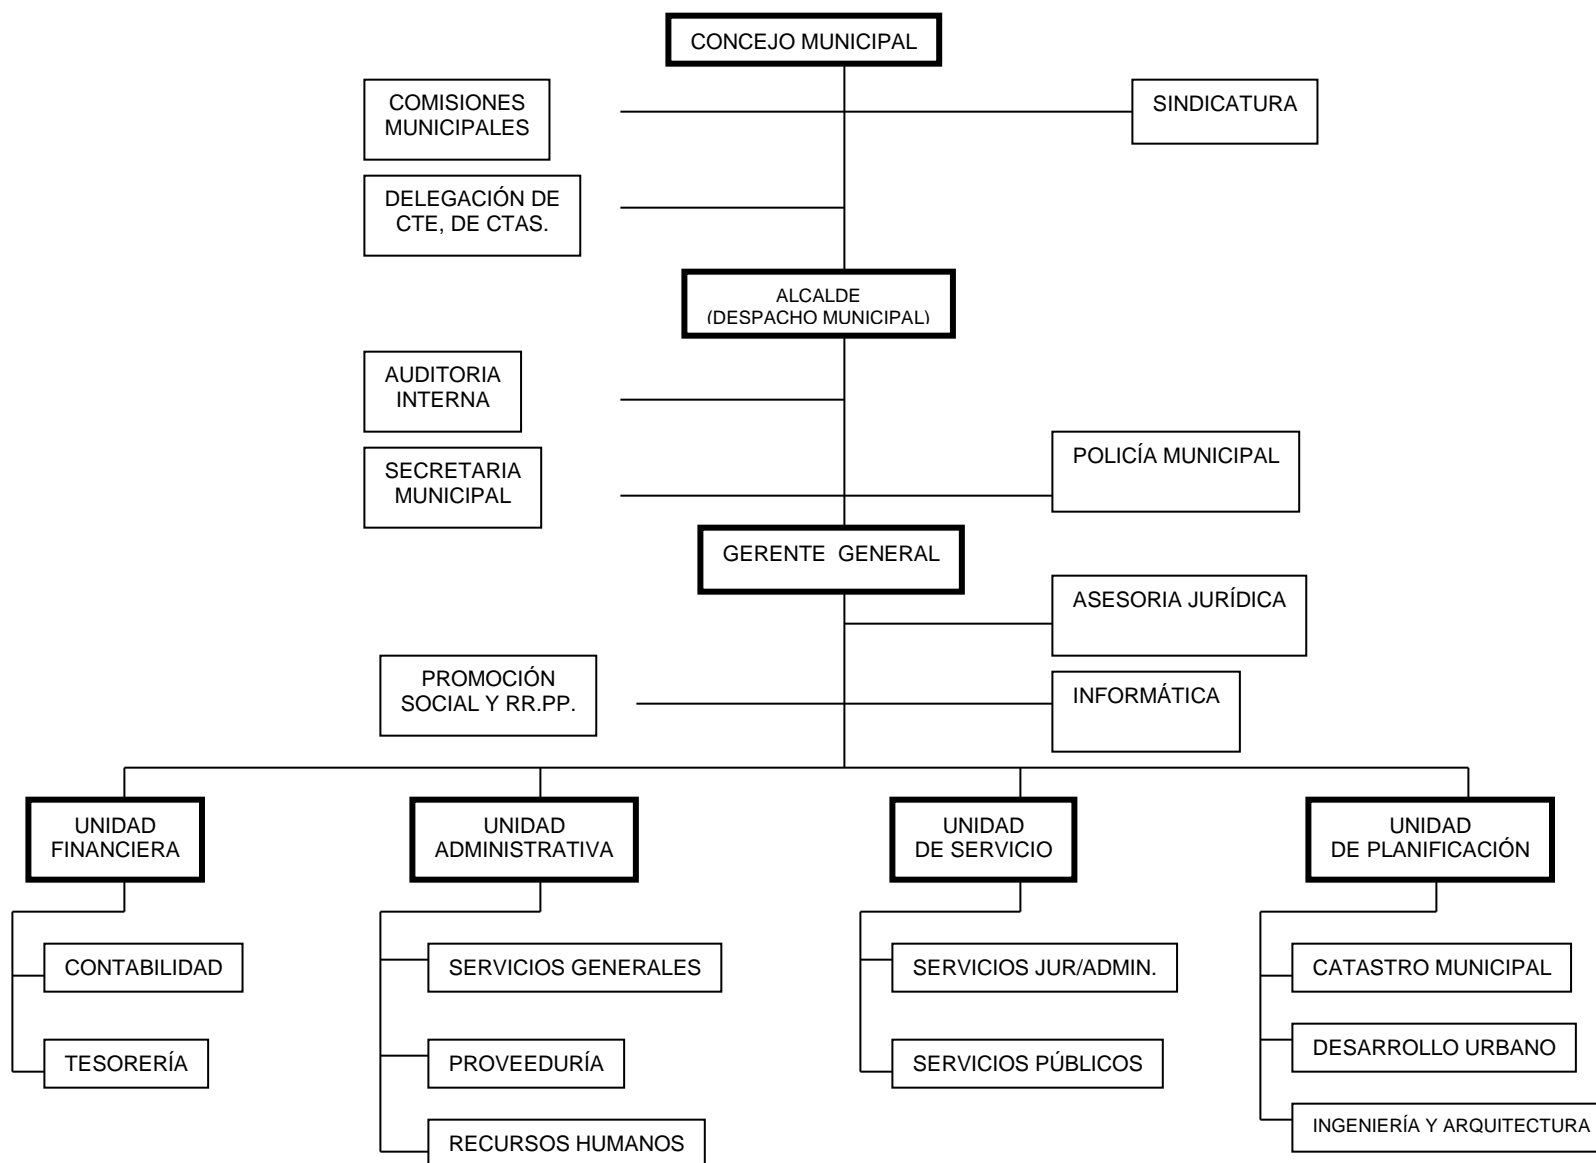 CONCEJO MUNICIPAL
COMISIONES
MUNICIPALES
SINDICATURA
DELEGACIÓN DE
CTE, DE CTAS.
ALCALDE
(DESPACHO MUNICIPAL)
AUDITORIA
INTERNA
POLICÍA MUNICIPAL
SECRETARIA
MUNICIPAL
GERENTE GENERAL
ASESORIA JURÍDICA
PROMOCIÓN
SOCIAL Y RR.PP.
INFORMÁTICA
UNIDAD
FINANCIERA
UNIDAD
ADMINISTRATIVA
UNIDAD
DE SERVICIO
UNIDAD
DE PLANIFICACIÓN
CONTABILIDAD
SERVICIOS GENERALES
SERVICIOS JUR/ADMIN.
CATASTRO MUNICIPAL
TESORERÍA
PROVEEDURÍA
SERVICIOS PÚBLICOS
DESARROLLO URBANO
RECURSOS HUMANOS
INGENIERÍA Y ARQUITECTURA